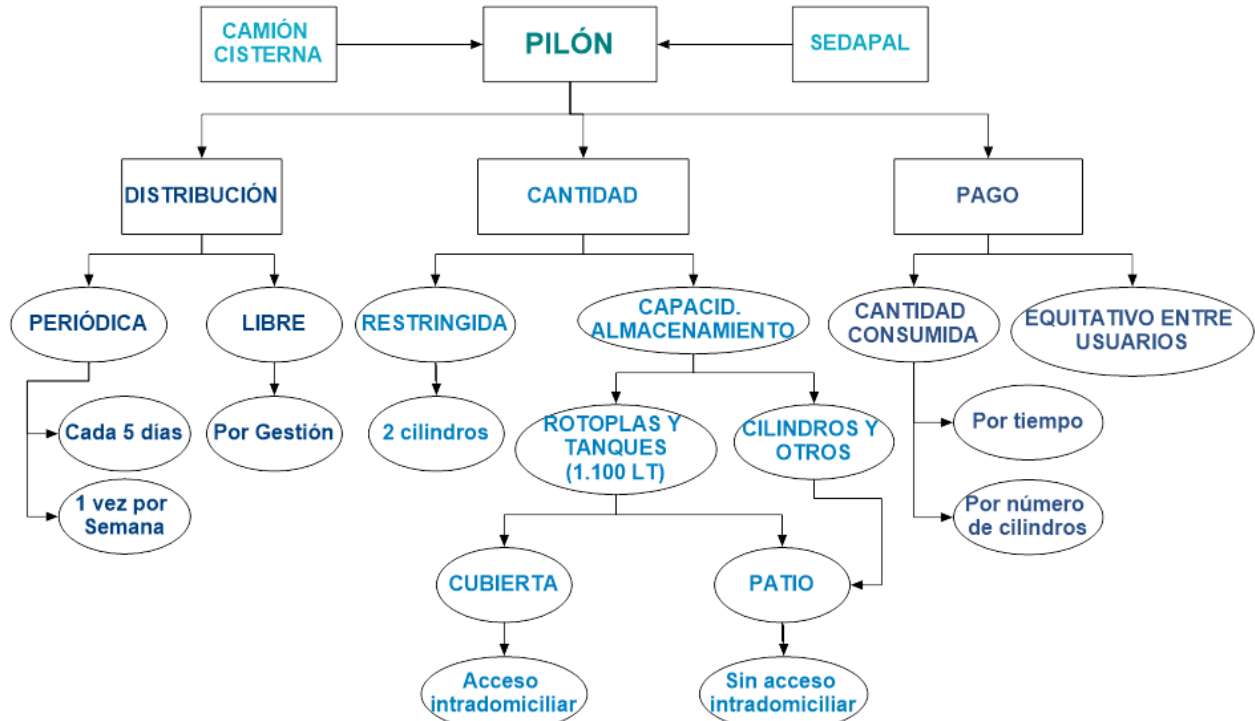 CAMIÓN
CISTERNA
PILÓN
SEDAPAL
DISTRIBUCIÓN
CANTIDAD
PAGO
PERIÓDICA
LIBRE
RESTRINGIDA
CAPACID.
ALMACENAMIENTO
CANTIDAD
CONSUMIDA
EQUITATIVO ENTRE
USUARIOS
Cada 5 días
Por Gestión
2 cilindros
ROTOPLAS Y
TANQUES
(1.100 LT)
CILINDROS Y
OTROS
Por tiempo
1 vez por
Semana
Por número
de cilindros
CUBIERTA
PATIO
Acceso
intradomiciliar
Sin acceso
intradomiciliar